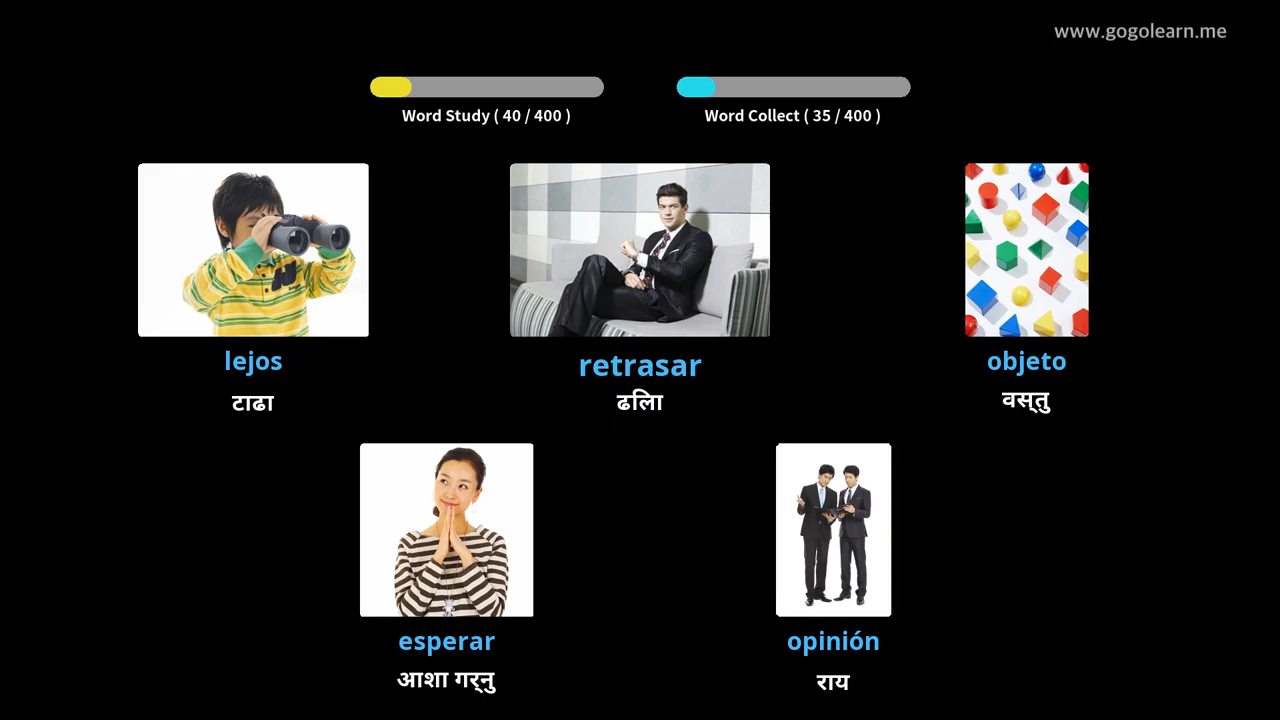 www.gogolearn.me
Word Study ( 40 / 400 )
Word Collect ( 35 / 400 )
lejos
retrasar
objeto
टाढा
ढिला
वस्तु
esperar
opinión
आशा गर्‍नु
राय